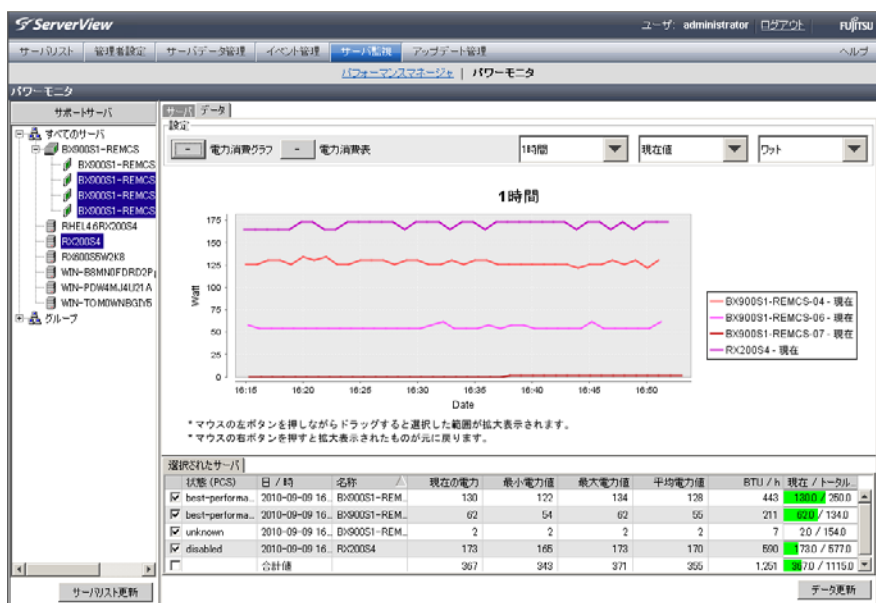 ServerView
ユーザ: administrator ログアウト FUJITSU
サーバリスト 管理者設定 サーバデータ管理 イベント管理 サーバ監視 アップデート管理 ヘルプ
パフォーマンスマネージャ | パワーモニタ
パワーモニタ
サポートサーバ
すべてのサーバ
BX900S1-REMCS
BX900S1-REMCS
BX900S1-REMCS
BX900S1-REMCS
BX900S1-REMCS
RHEL46RX200S4
RX200S4
RX600S5W2K8
WIN-B8MN0FDRD2P
WIN-PDW4MJ4U21A
WIN-TOM0WNBGIV5
グループ
サーバリスト更新
サーバ データ
設定
- 電力消費グラフ - 電力消費表 1時間 現在値 ワット
1時間
Watt
175
150
125
100
75
50
25
0
16:15 16:20 16:25 16:30 16:35 16:40 16:45 16:50
Date
BX900S1-REMCS-04 - 現在
BX900S1-REMCS-06 - 現在
BX900S1-REMCS-07 - 現在
RX200S4 - 現在
*マウスの左ボタンを押しながらドラッグすると選択した範囲が拡大表示されます。
*マウスの右ボタンを押すと拡大表示されたものが元に戻ります。
選択されたサーバ
状態 (PCS) 日 / 時 名称 現在の電力 最小電力値 最大電力値 平均電力値 BTU / h 現在 / トータル...
best-performa... 2010-09-09 16... BX900S1-REM... 130 122 134 128 443 130.0 / 260.0
best-performa... 2010-09-09 16... BX900S1-REM... 62 54 62 55 211 62.0 / 134.0
unknown 2010-09-09 16... BX900S1-REM... 2 2 2 2 7 2.0 / 154.0
disabled 2010-09-09 16... RX200S4 173 165 173 170 590 173.0 / 577.0
合計値 367 343 371 355 1,251 367.0 / 1115.0
データ更新